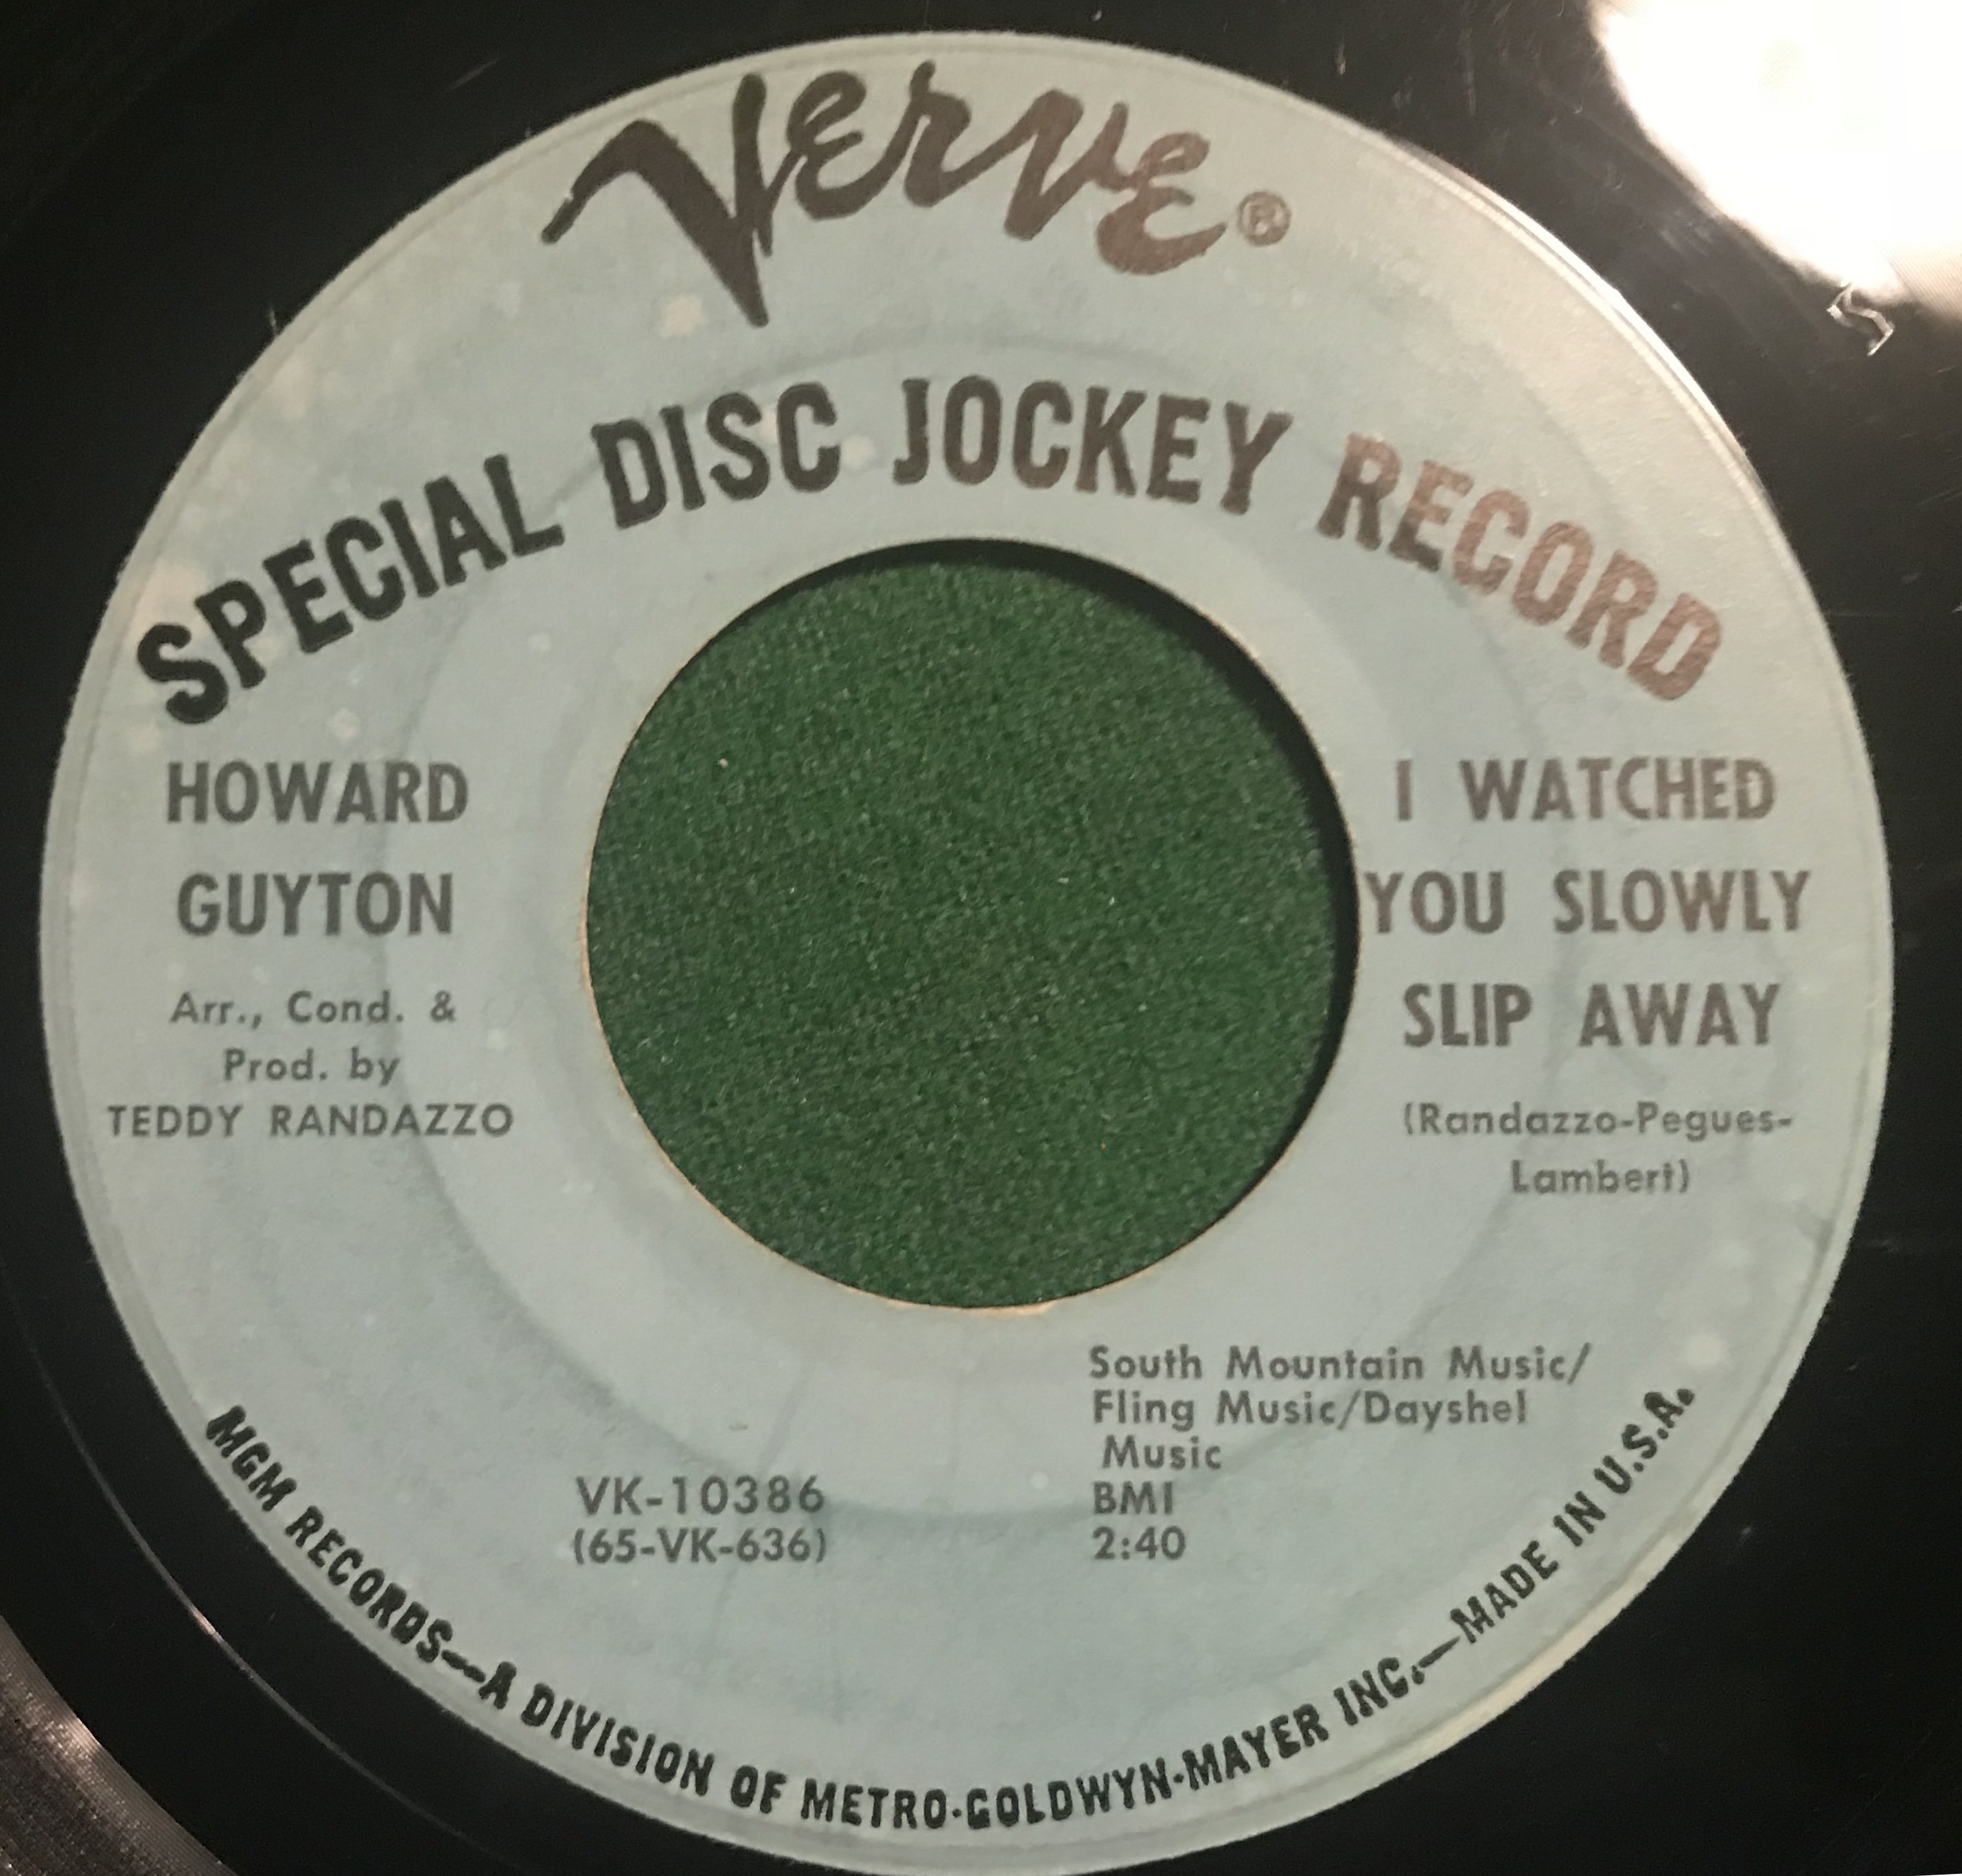 Verve®
SPECIAL DISC JOCKEY RECORD
HOWARD
GUYTON
Arr., Cond. &
Prod. by
TEDDY RANDAZZO
I WATCHED
YOU SLOWLY
SLIP AWAY
(Randazzo-Pegues-
Lambert)
South Mountain Music/
Fling Music/Dayshel
Music
BMI
2:40
VK-10386
(65-VK-636)
MGM RECORDS—A DIVISION OF METRO-GOLDWYN-MAYER INC.—MADE IN U.S.A.